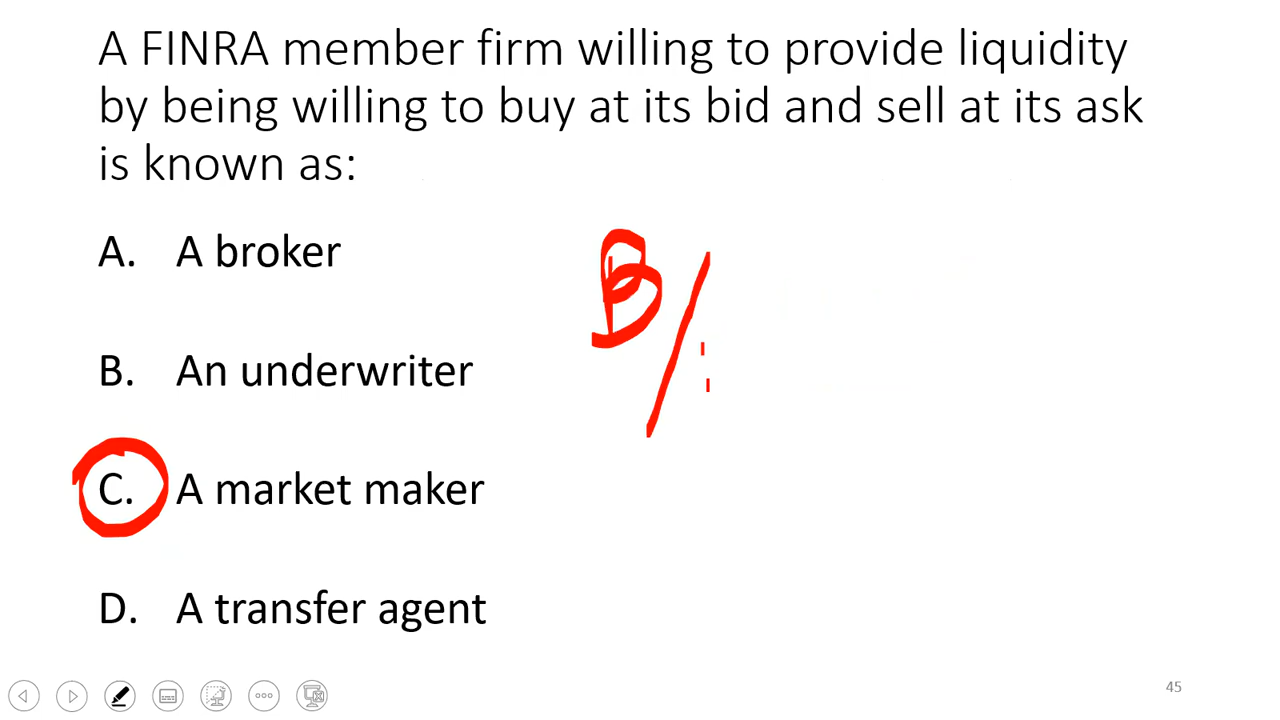 A FINRA member firm willing to provide liquidity
by being willing to buy at its bid and sell at its ask
is known as:
A. A broker
B /
B. An underwriter
C. A market maker
D. A transfer agent
45